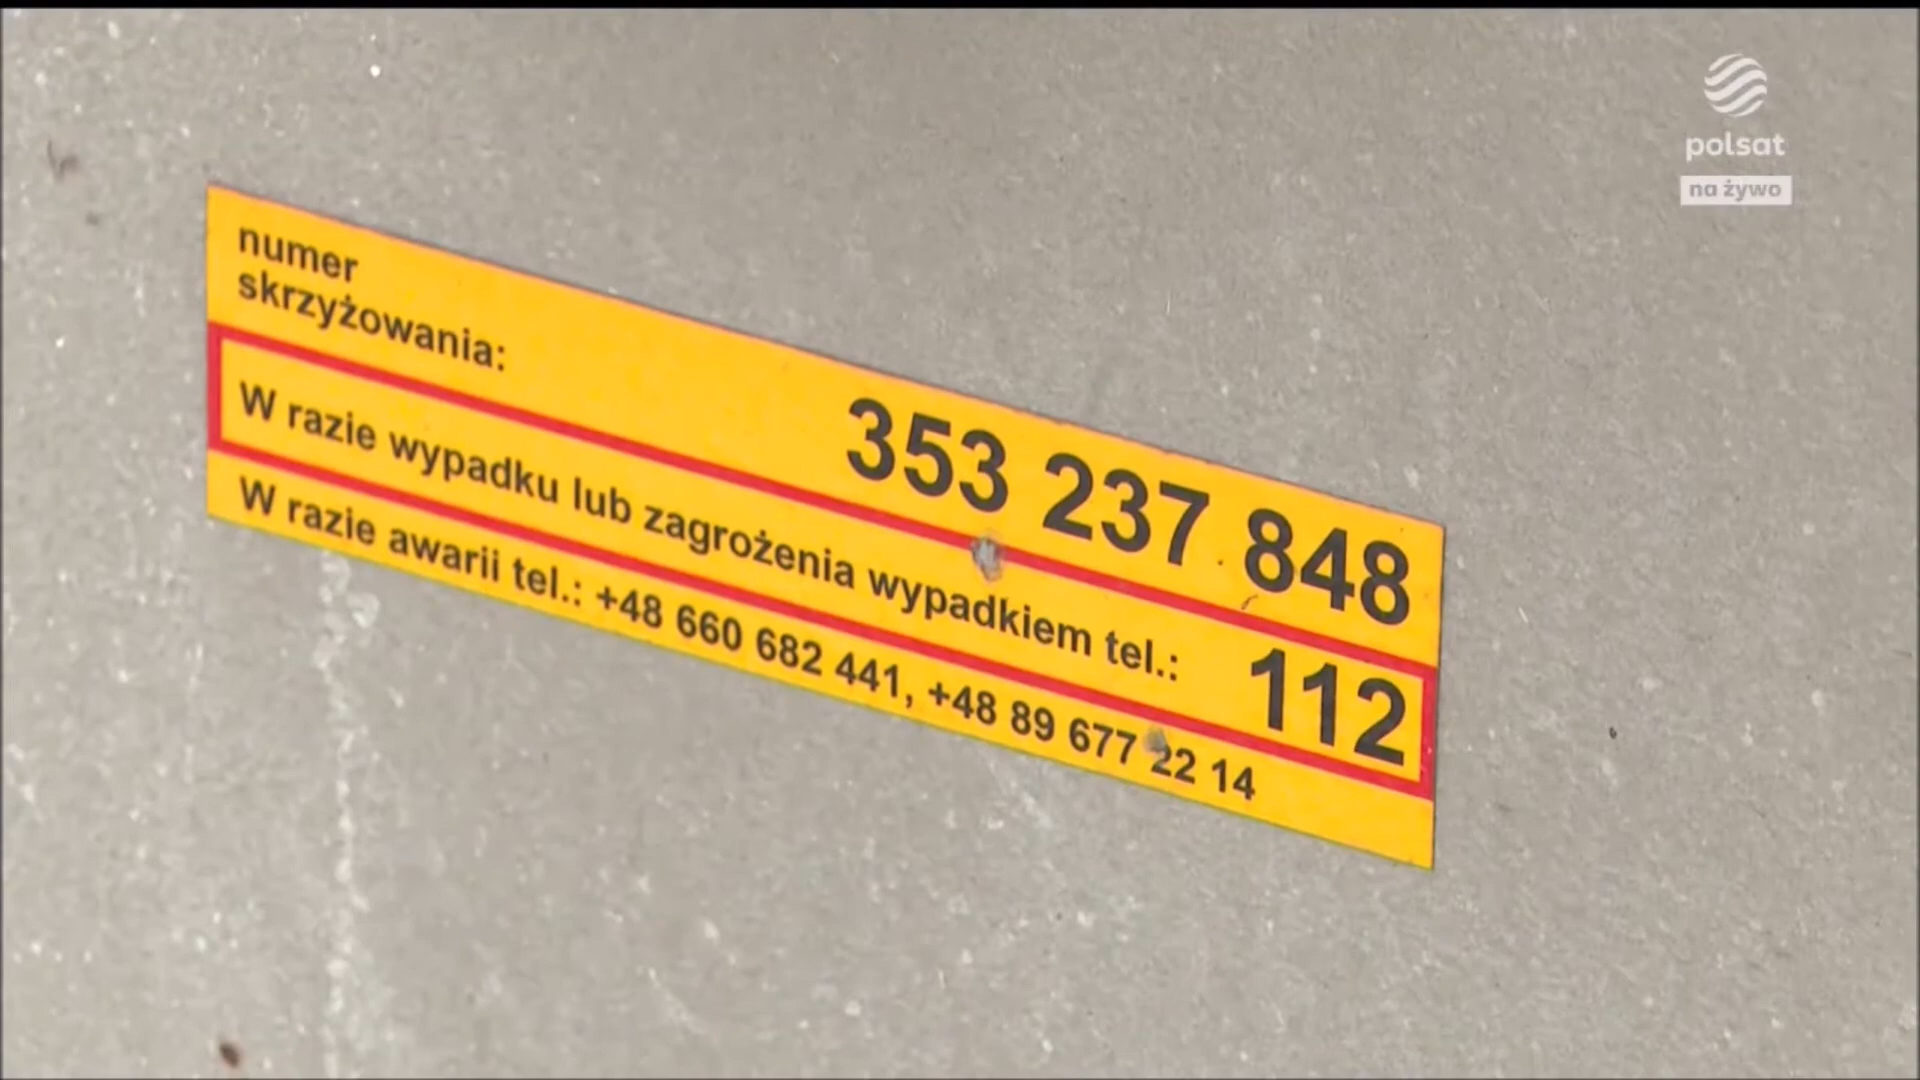 polsat
na żywo
numer
skrzyżowania:
353 237 848
W razie wypadku lub zagrożenia wypadkiem tel.: 112
W razie awarii tel.: +48 660 682 441, +48 89 677 22 14